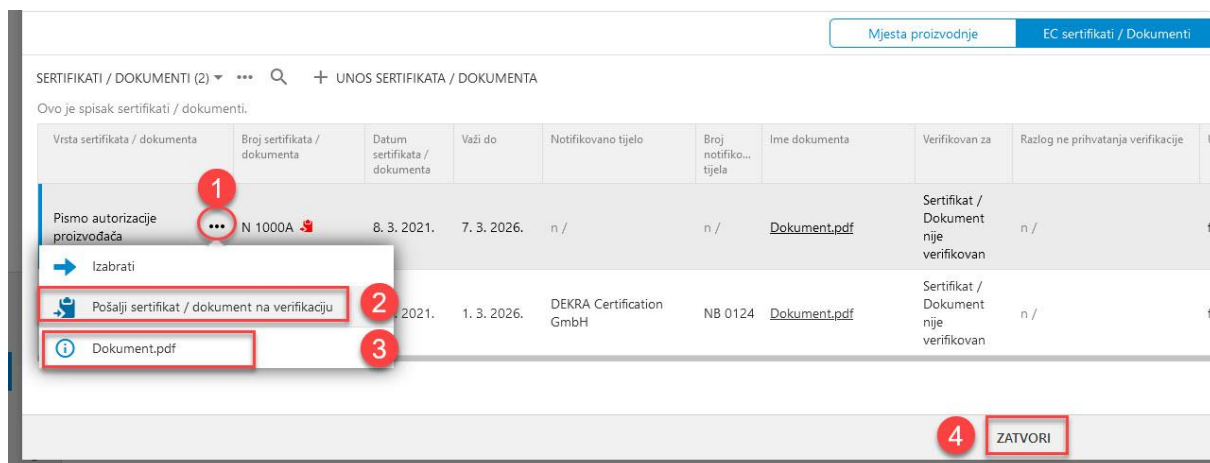 Mjesta proizvodnje
EC sertifikati / Dokumenti
SERTIFIKATI / DOKUMENTI (2)
UNOS SERTIFIKATA / DOKUMENTA
Ovo je spisak sertifikati / dokumenti.
Vrsta sertifikata / dokumenta
Broj sertifikata /
dokumenta
Datum
sertifikata /
dokumenta
Važi do
Notifikovano tijelo
Broj
notifiko...
tijela
Ime dokumenta
Verifikovan za
Razlog ne prihvatanja verifikacije
1
Pismo autorizacije
proizvođača
N 1000A
8. 3. 2021.
7. 3. 2026.
n /
n /
Dokument.pdf
Sertifikat /
Dokument
nije
verifikovan
n /
Izabrati
Pošalji sertifikat / dokument na verifikaciju
2
Dokument.pdf
3
2021.
1. 3. 2026.
DEKRA Certification
GmbH
NB 0124
Dokument.pdf
Sertifikat /
Dokument
nije
verifikovan
n /
4
ZATVORI